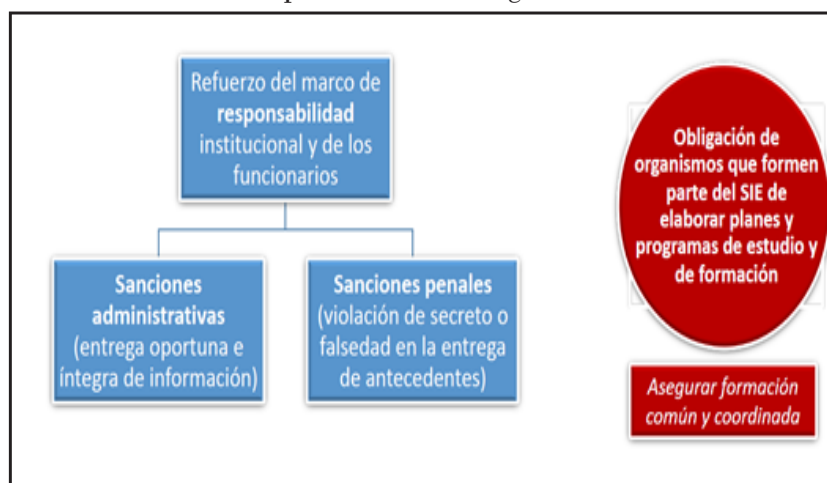 Refuerzo del marco de
responsabilidad
institucional y de los
funcionarios
Sanciones
administrativas
(entrega oportuna e
íntegra de información)
Sanciones penales
(violación de secreto o
falsedad en la entrega
de antecedentes)
Obligación de
organismos que formen
parte del SIE de
elaborar planes y
programas de estudio y
de formación
Asegurar formación
común y coordinada